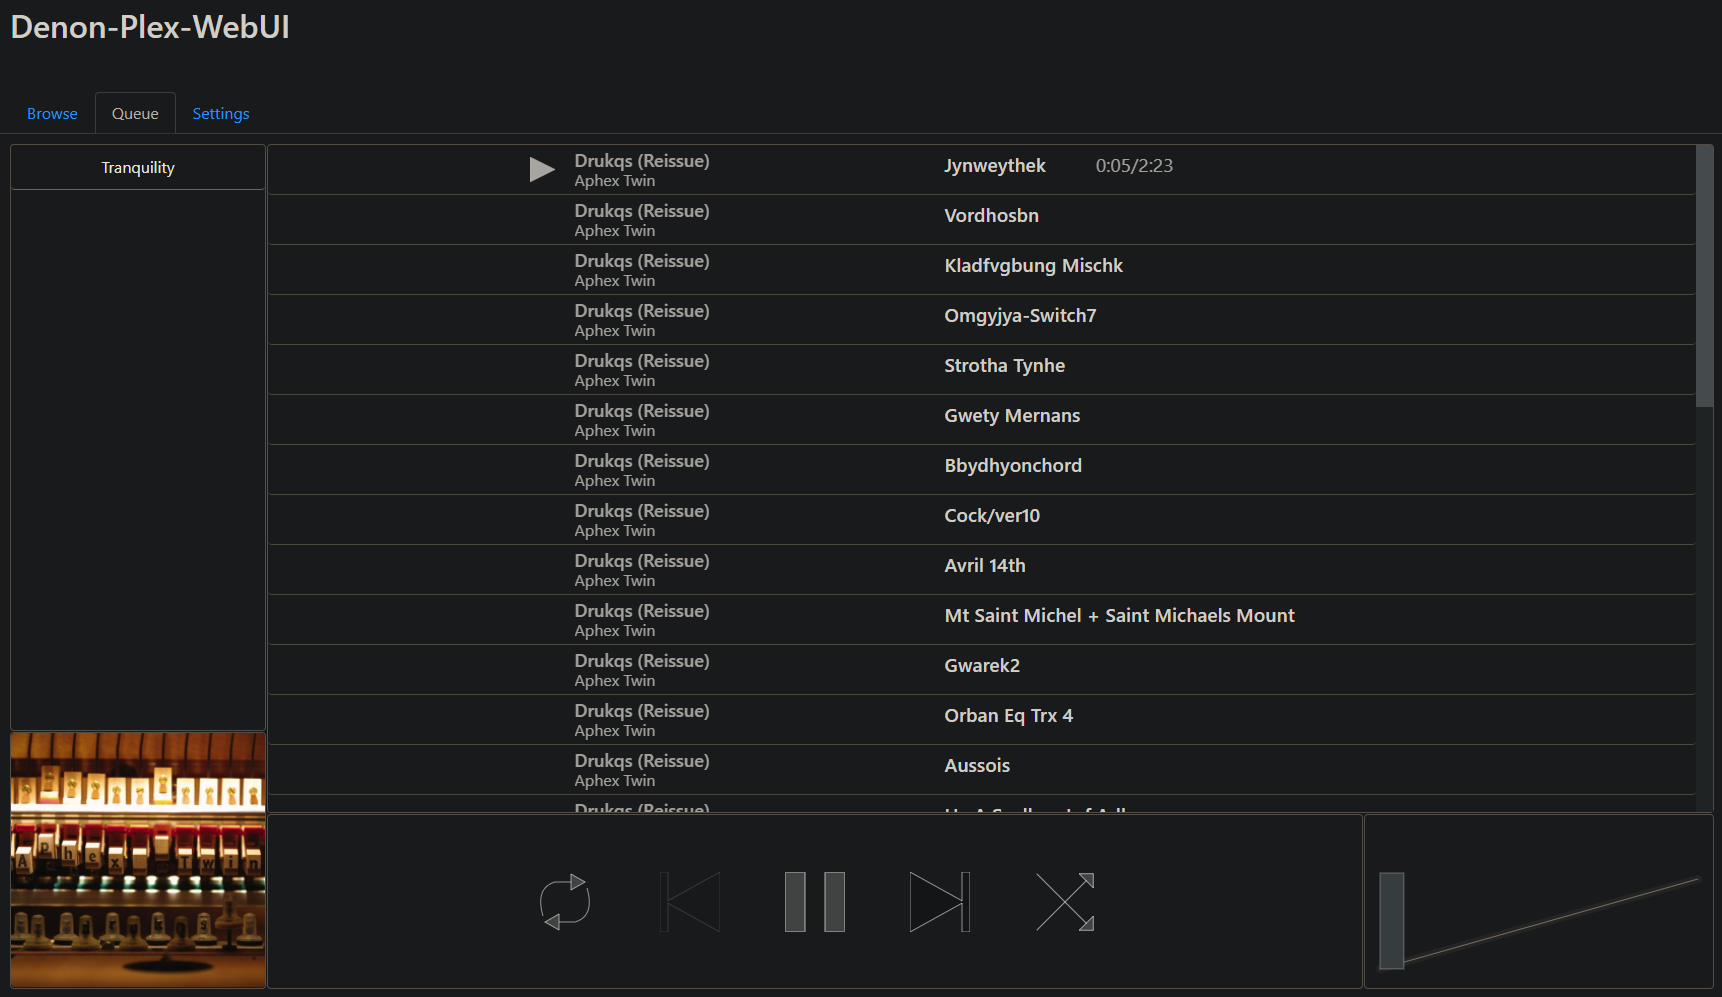 Denon-Plex-WebUI
Browse Queue Settings
Tranquility
Drukqs (Reissue) Jynweythek 0:05/2:23
Aphex Twin
Drukqs (Reissue) Vordhosbn
Aphex Twin
Drukqs (Reissue) Kladfvgbung Mischk
Aphex Twin
Drukqs (Reissue) Omgyjya-Switch7
Aphex Twin
Drukqs (Reissue) Strotha Tynhe
Aphex Twin
Drukqs (Reissue) Gwety Mernans
Aphex Twin
Drukqs (Reissue) Bbydhyonchord
Aphex Twin
Drukqs (Reissue) Cock/ver10
Aphex Twin
Drukqs (Reissue) Avril 14th
Aphex Twin
Drukqs (Reissue) Mt Saint Michel + Saint Michaels Mount
Aphex Twin
Drukqs (Reissue) Gwarek2
Aphex Twin
Drukqs (Reissue) Orban Eq Trx 4
Aphex Twin
Drukqs (Reissue) Aussois
Aphex Twin
Drukqs (Reissue)
Aphex Twin